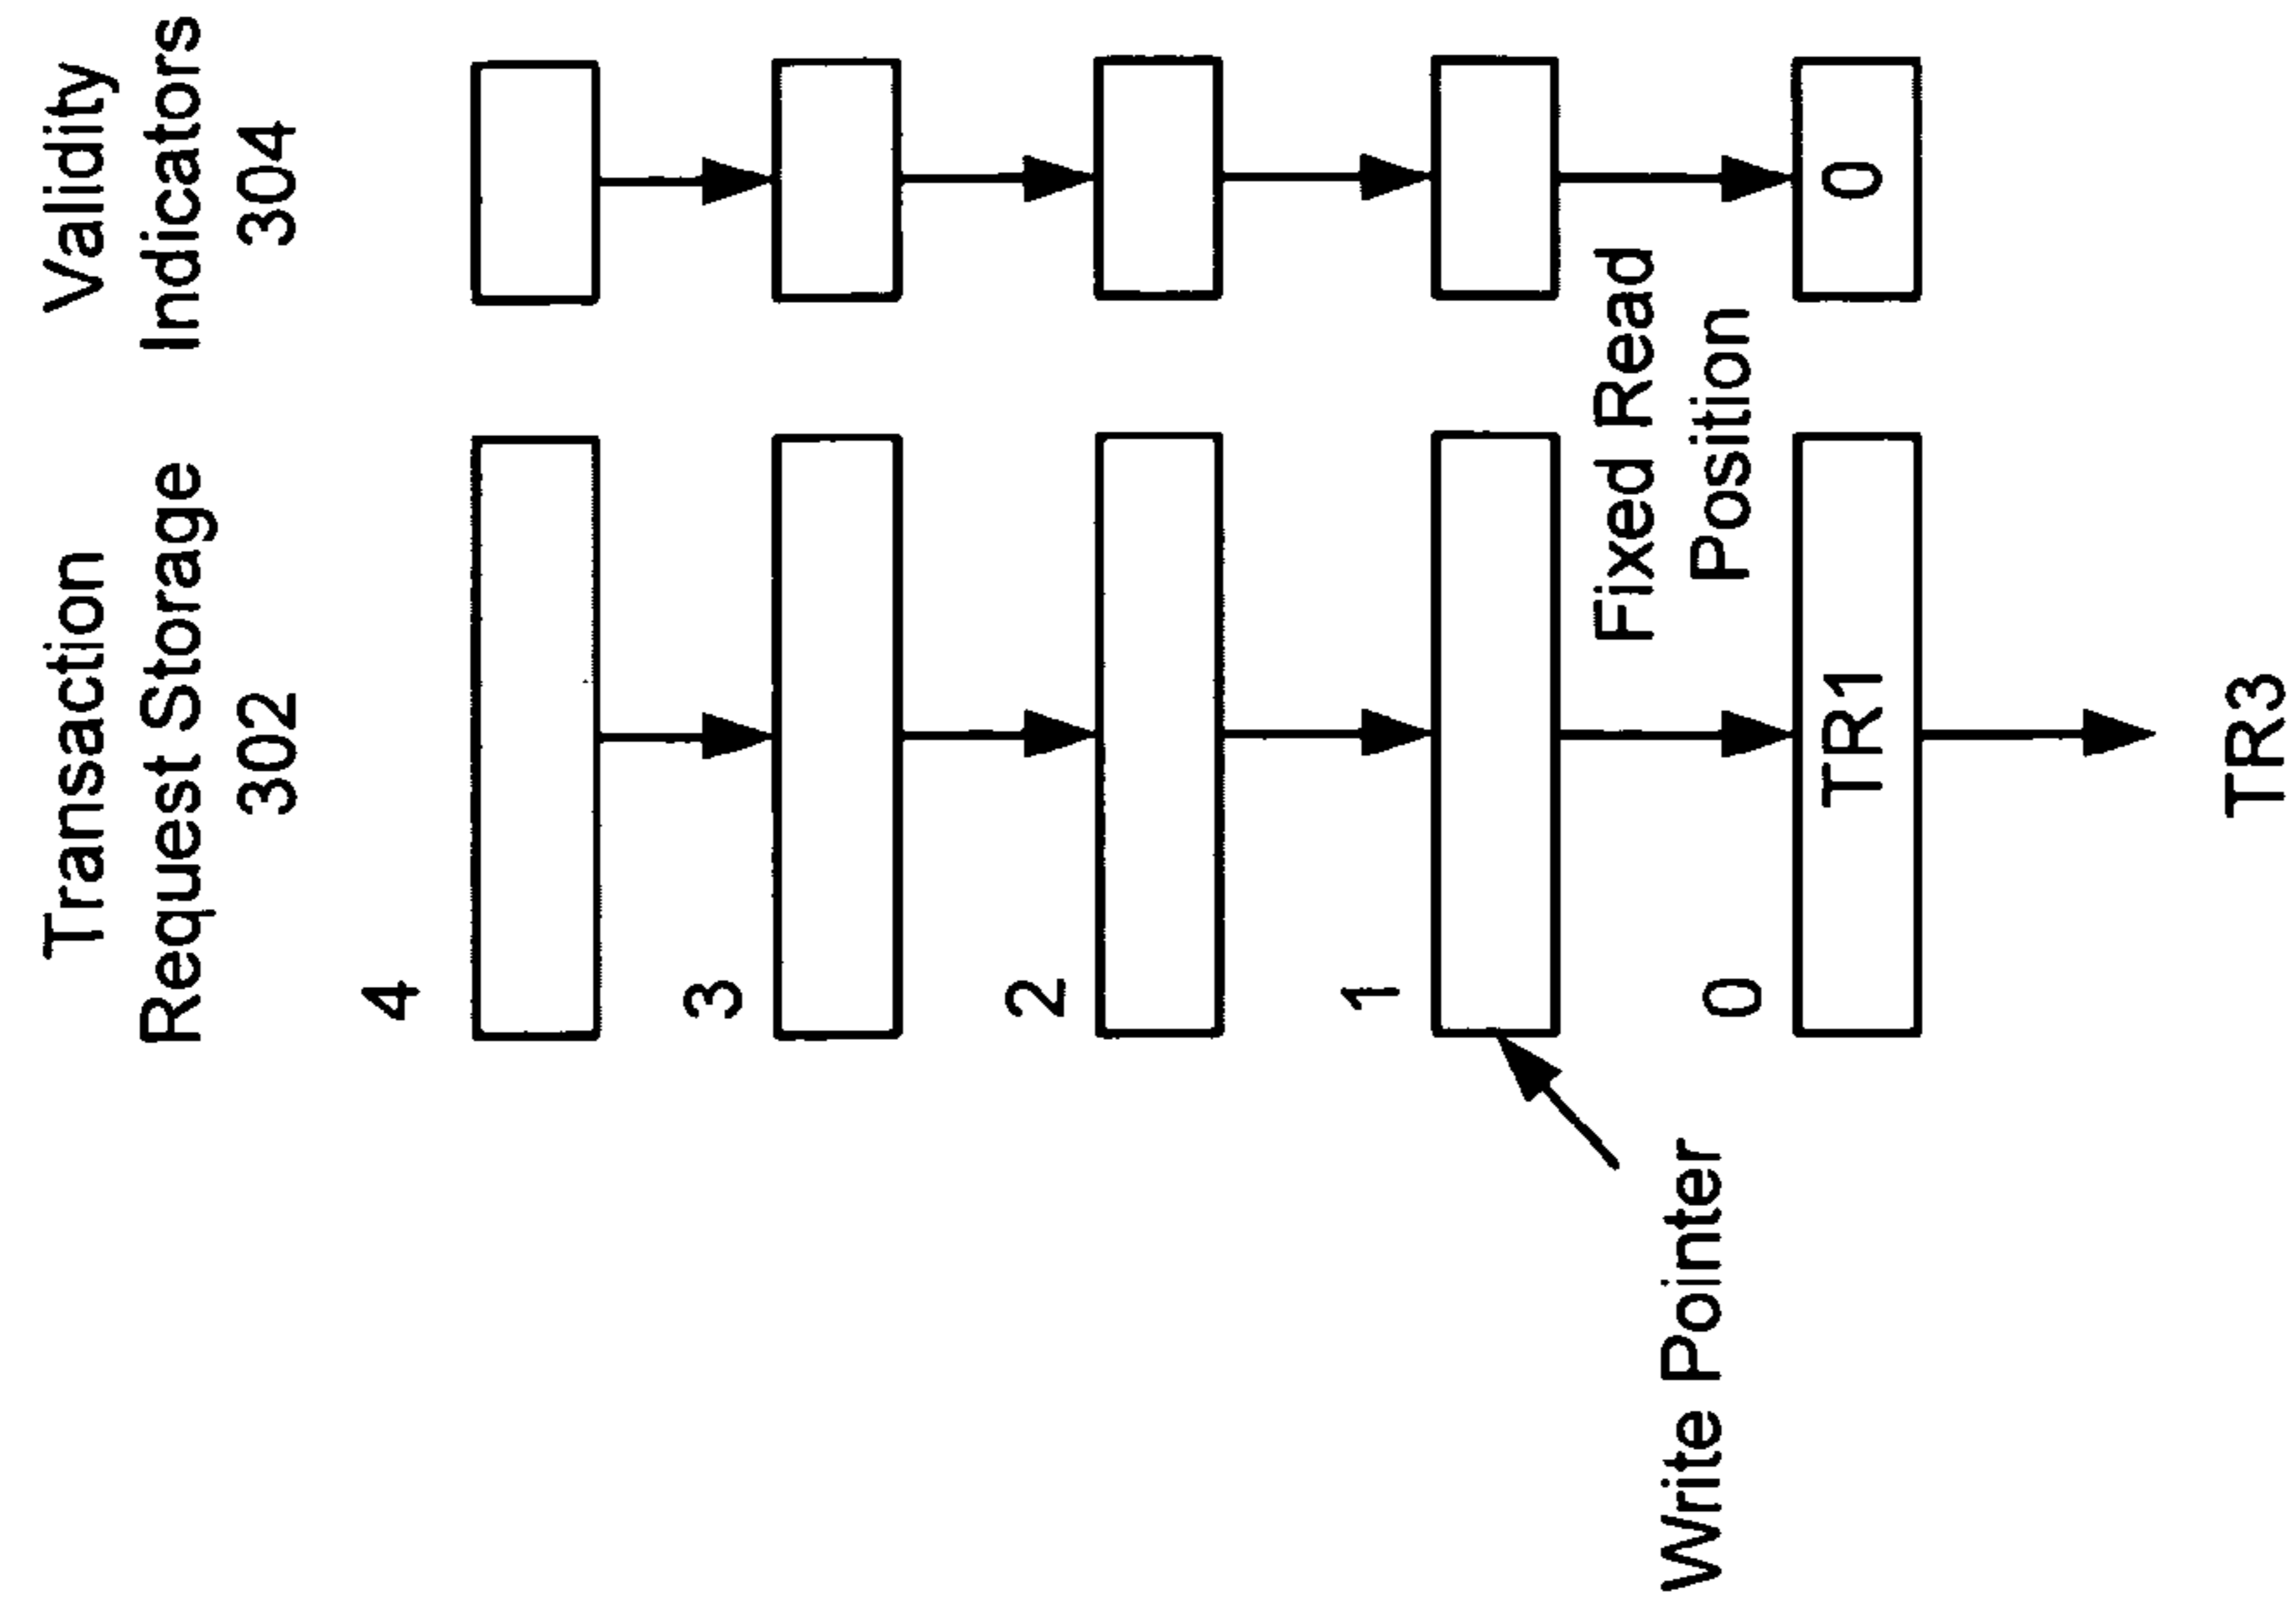 Transaction
Request Storage
302
Validity
Indicators
304
4
3
2
1
Fixed Read
Position
Write Pointer
0
TR1
0
TR3